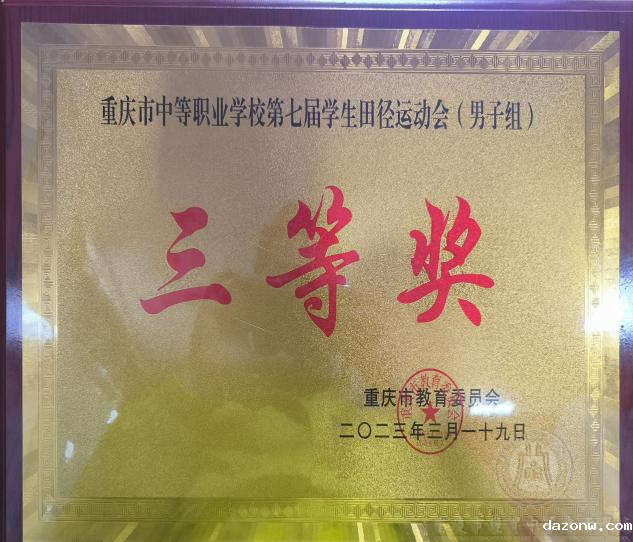 重庆市中等职业学校第七届学生田径运动会（男子组）
三等奖
重庆市教育委员会
二〇二三年三月一十九日
dazonw.com